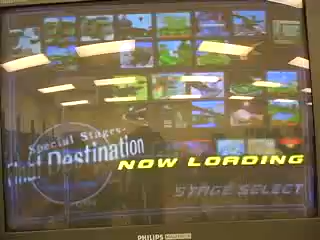 Special Stages:
Final Destination
NOW LOADING
STAGE SELECT
PHILIPS